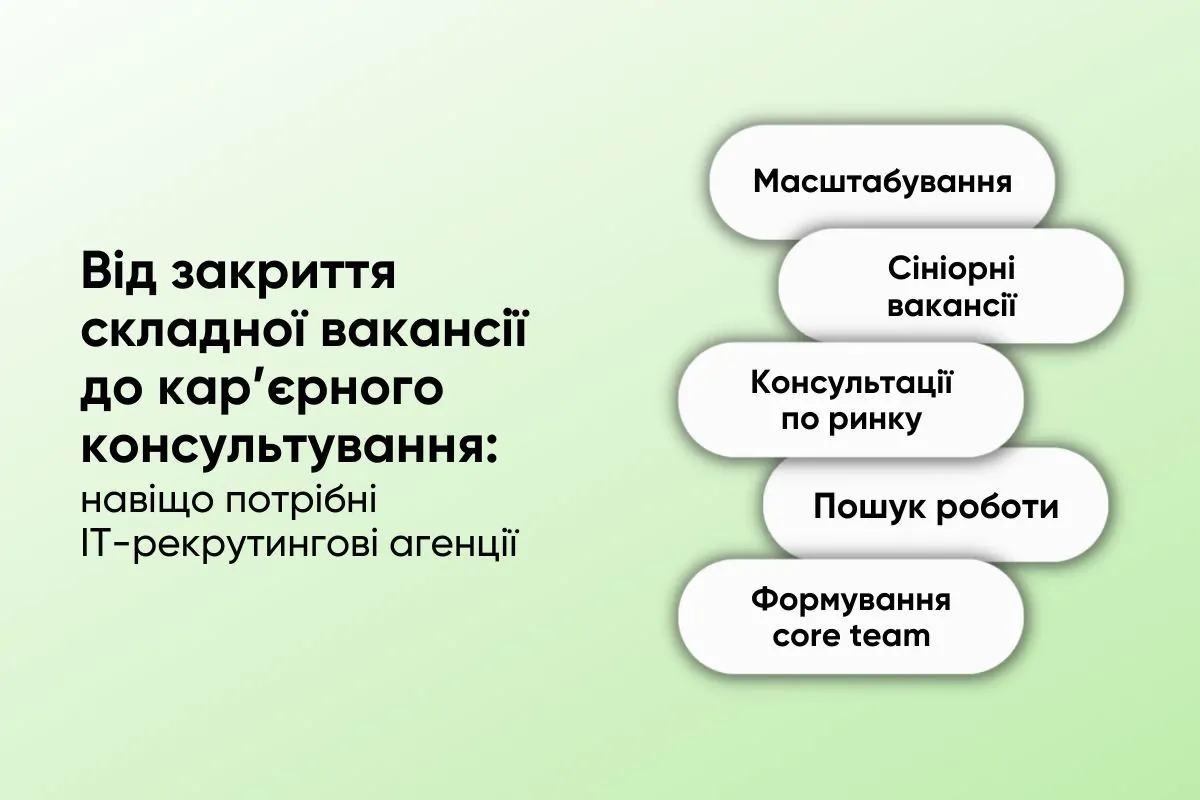 Від закриття
складної вакансії
до кар’єрного
консультування:
навіщо потрібні
ІТ-рекрутингові агенції
Масштабування
Сініорні
вакансії
Консультації
по ринку
Пошук роботи
Формування
core team